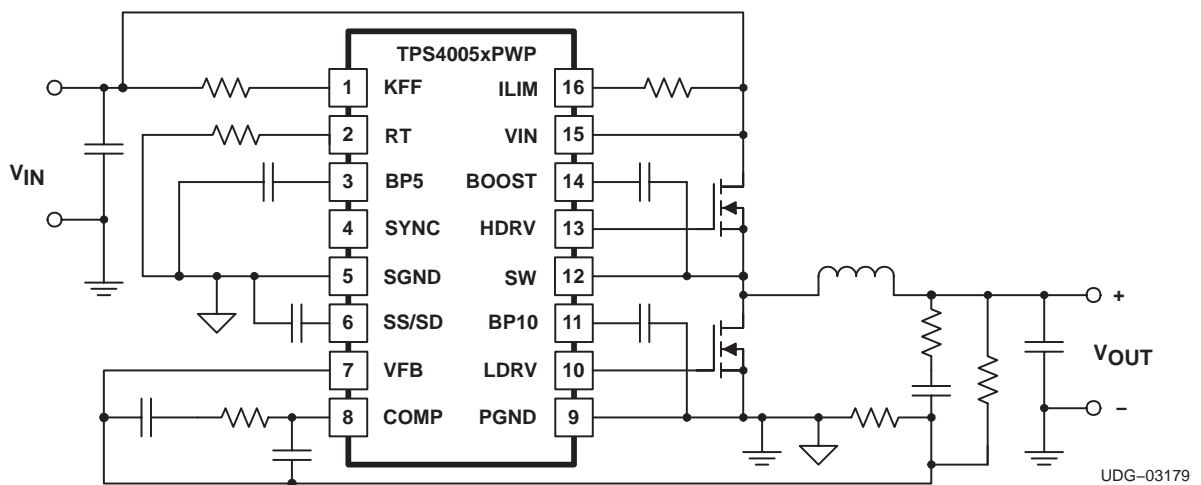 TPS4005xPWP
1 KFF ILIM 16
2 RT VIN 15
3 BP5 BOOST 14
4 SYNC HDRV 13
5 SGND SW 12
6 SS/SD BP10 11
7 VFB LDRV 10
8 COMP PGND 9
VIN
+
VOUT
−
UDG−03179